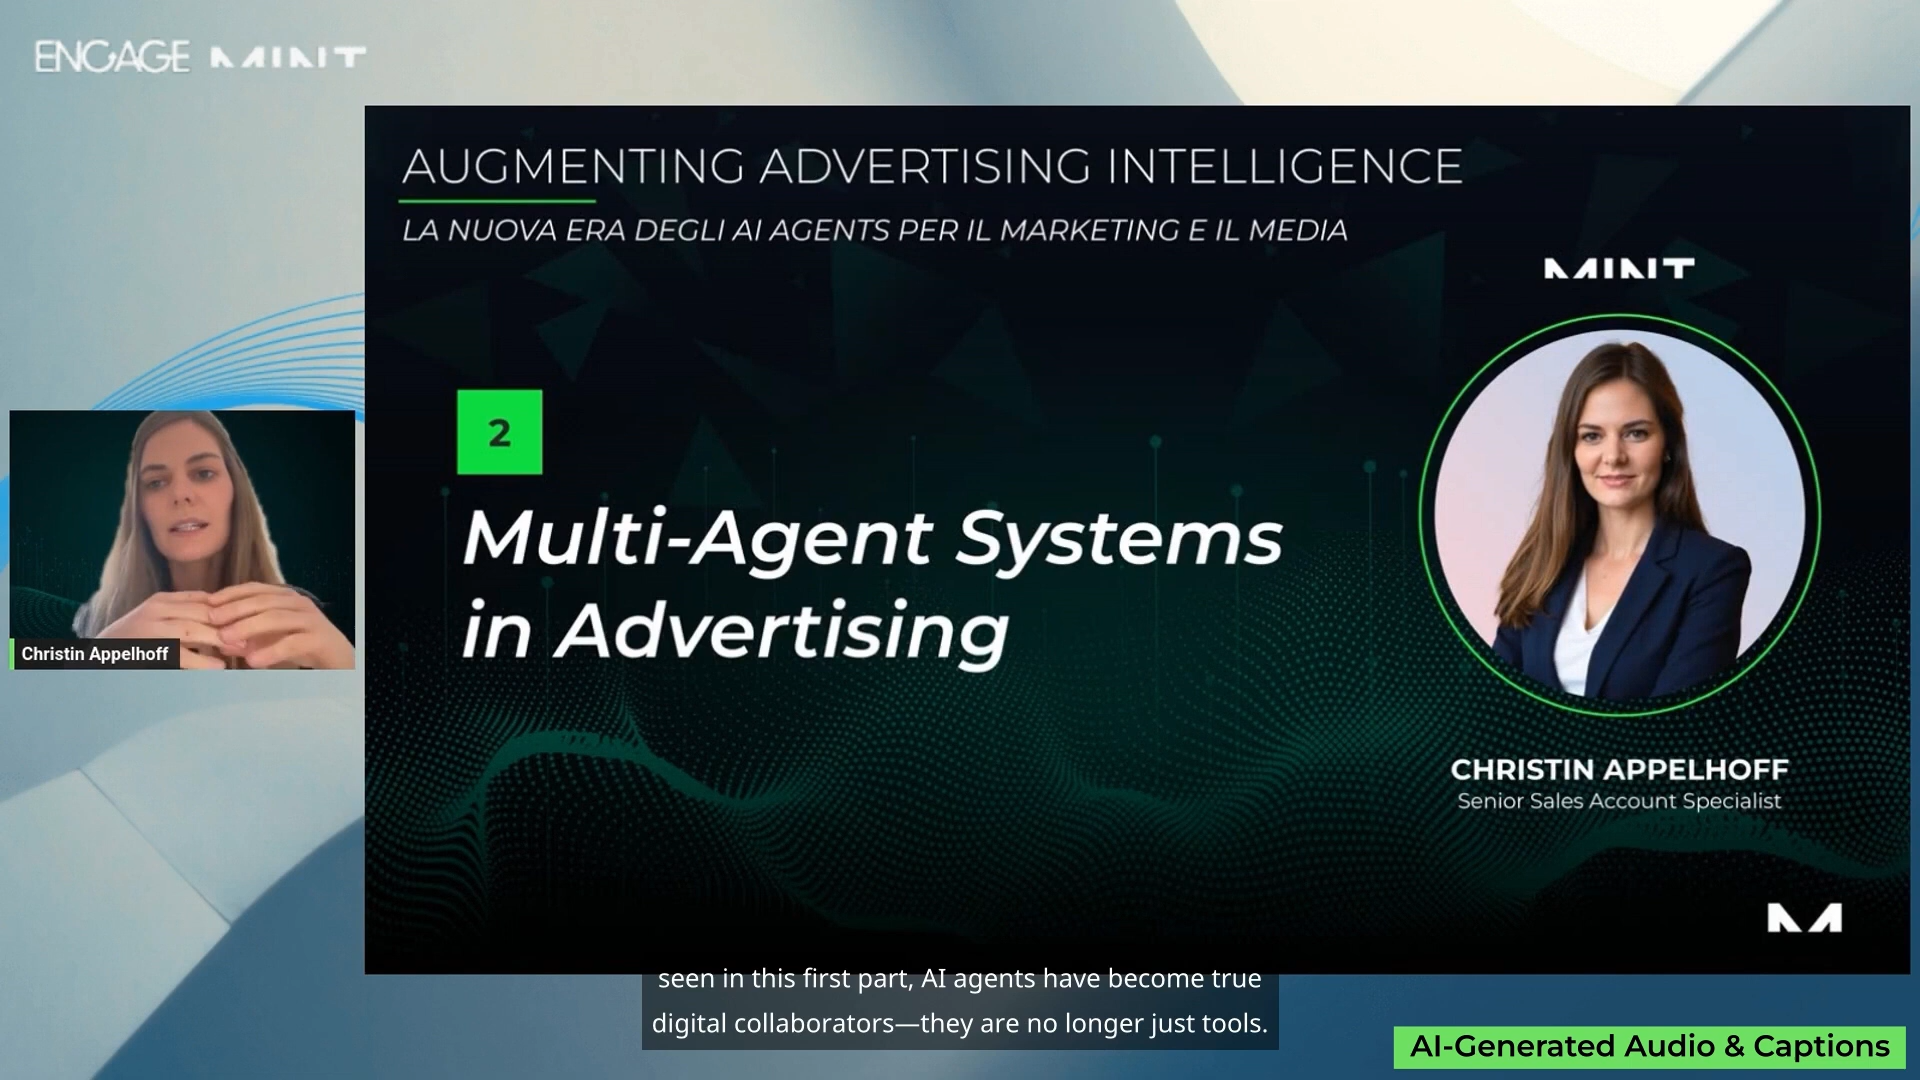 ENGAGE MINT
AUGMENTING ADVERTISING INTELLIGENCE
LA NUOVA ERA DEGLI AI AGENTS PER IL MARKETING E IL MEDIA
MINT
2
Multi-Agent Systems
in Advertising
Christin Appelhoff
CHRISTIN APPELHOFF
Senior Sales Account Specialist
M
seen in this first part, AI agents have become true
digital collaborators—they are no longer just tools.
AI-Generated Audio & Captions